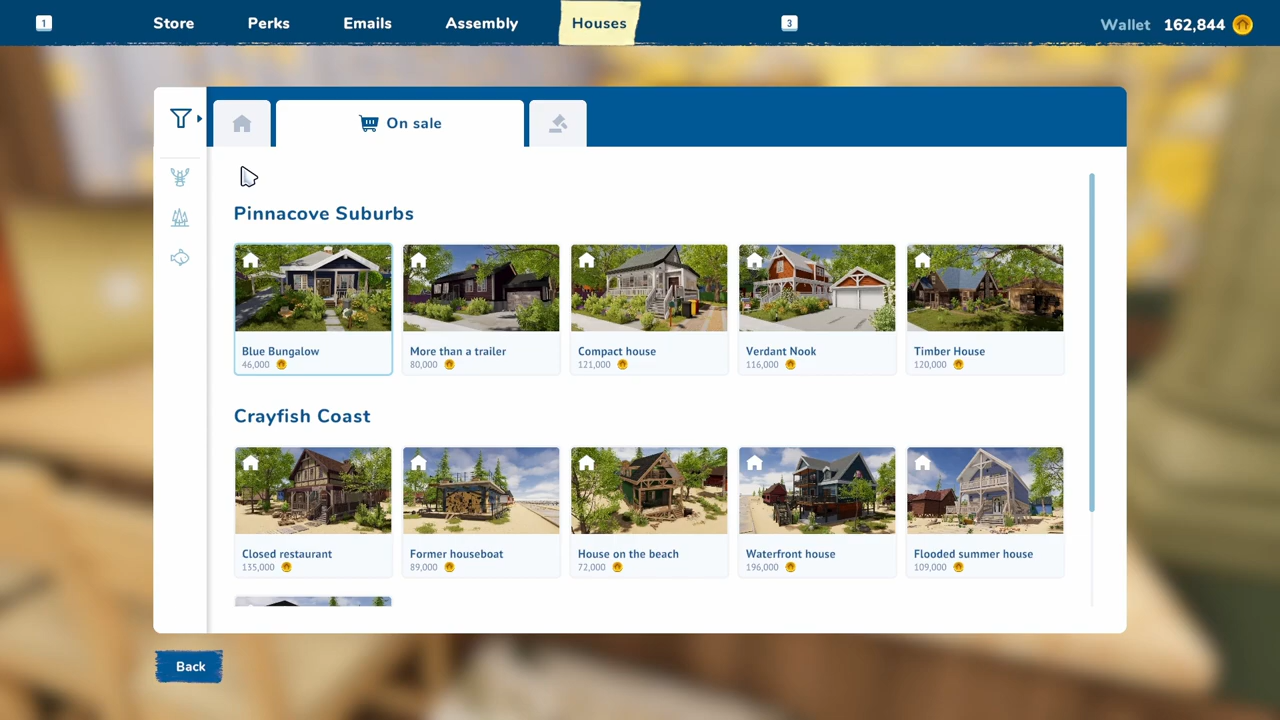 1
Store
Perks
Emails
Assembly
Houses
3
Wallet 162,844
On sale
Pinnacove Suburbs
Blue Bungalow
46,000
More than a trailer
80,000
Compact house
121,000
Verdant Nook
116,000
Timber House
120,000
Crayfish Coast
Closed restaurant
135,000
Former houseboat
89,000
House on the beach
72,000
Waterfront house
196,000
Flooded summer house
109,000
Back